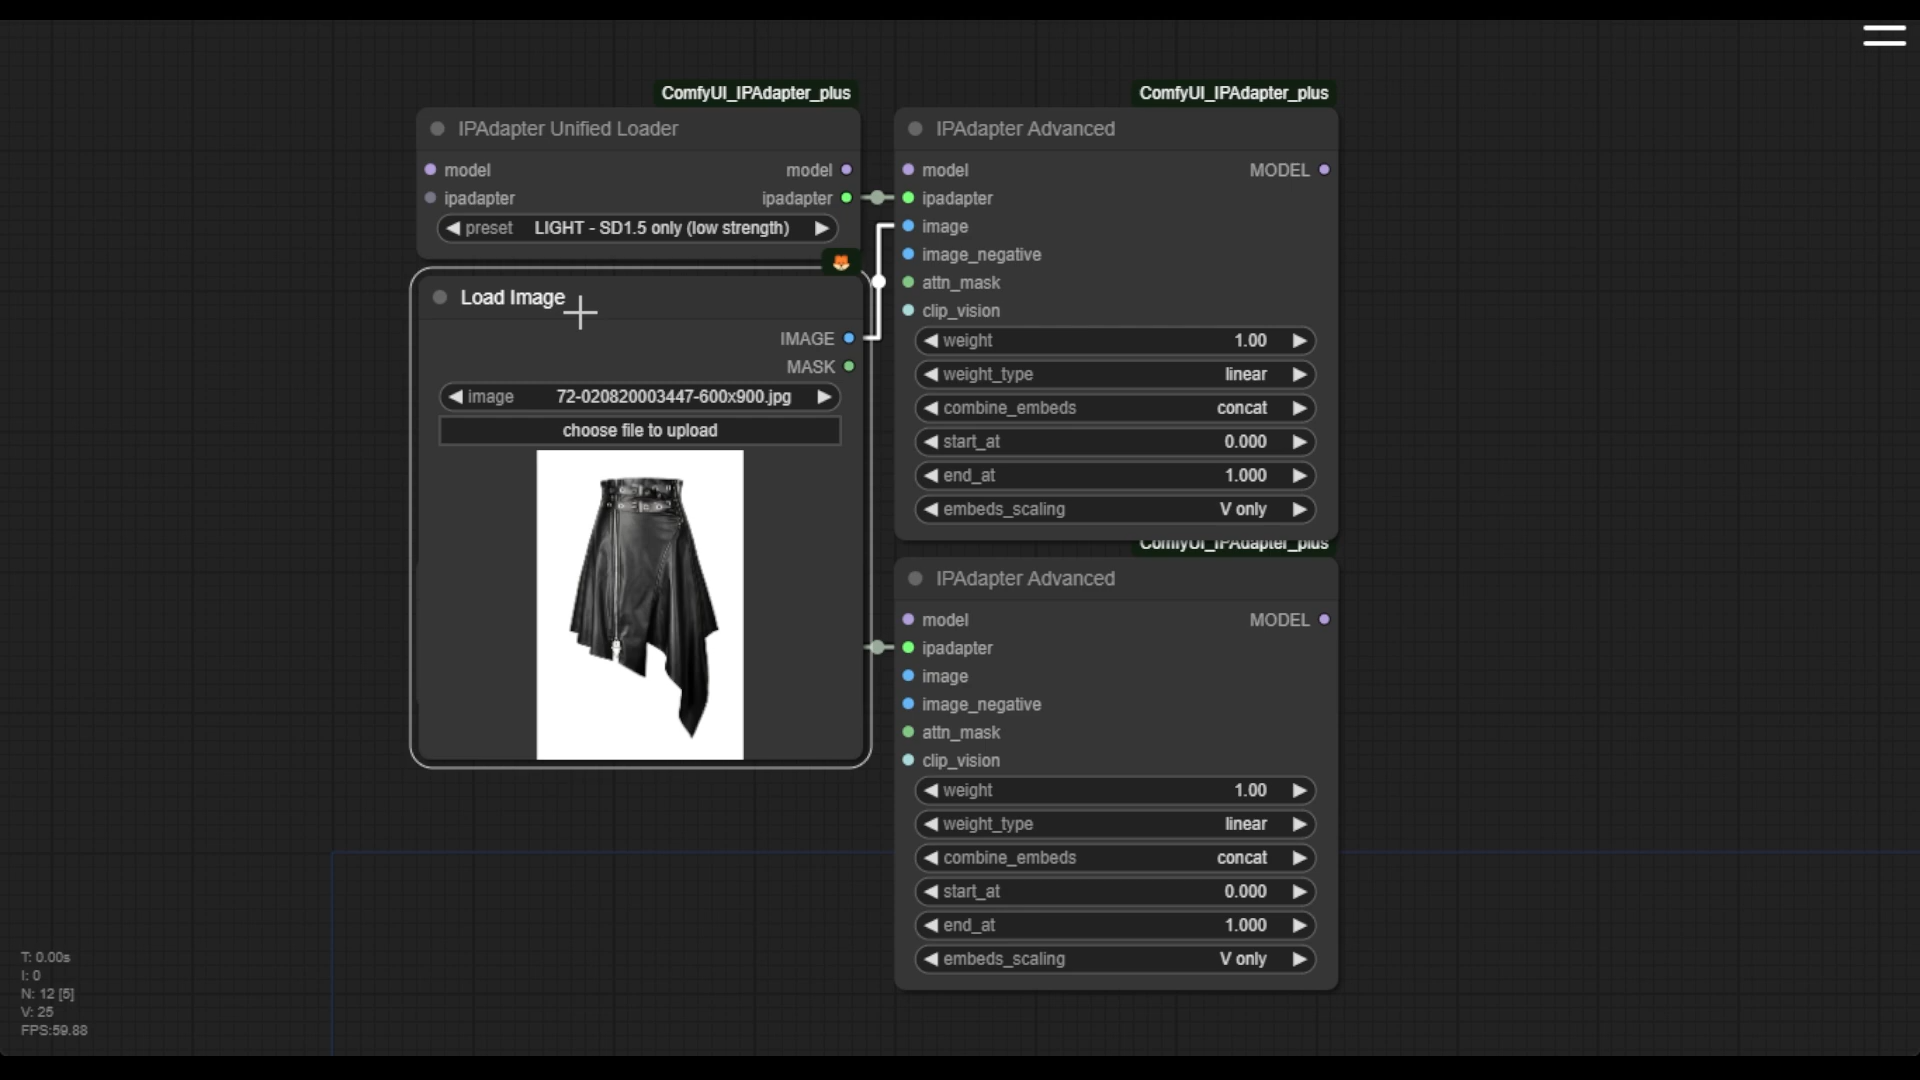 ComfyUI_IPAdapter_plus
IPAdapter Unified Loader
model model
ipadapter ipadapter
preset LIGHT - SD1.5 only (low strength)
Load Image
IMAGE
MASK
image 72-020820003447-600x900.jpg
choose file to upload
ComfyUI_IPAdapter_plus
IPAdapter Advanced
model MODEL
ipadapter
image
image_negative
attn_mask
clip_vision
weight 1.00
weight_type linear
combine_embeds concat
start_at 0.000
end_at 1.000
embeds_scaling V only
ComfyUI_IPAdapter_plus
IPAdapter Advanced
model MODEL
ipadapter
image
image_negative
attn_mask
clip_vision
weight 1.00
weight_type linear
combine_embeds concat
start_at 0.000
end_at 1.000
embeds_scaling V only
T: 0.00s
I: 0
N: 12 [5]
V: 25
FPS:59.88